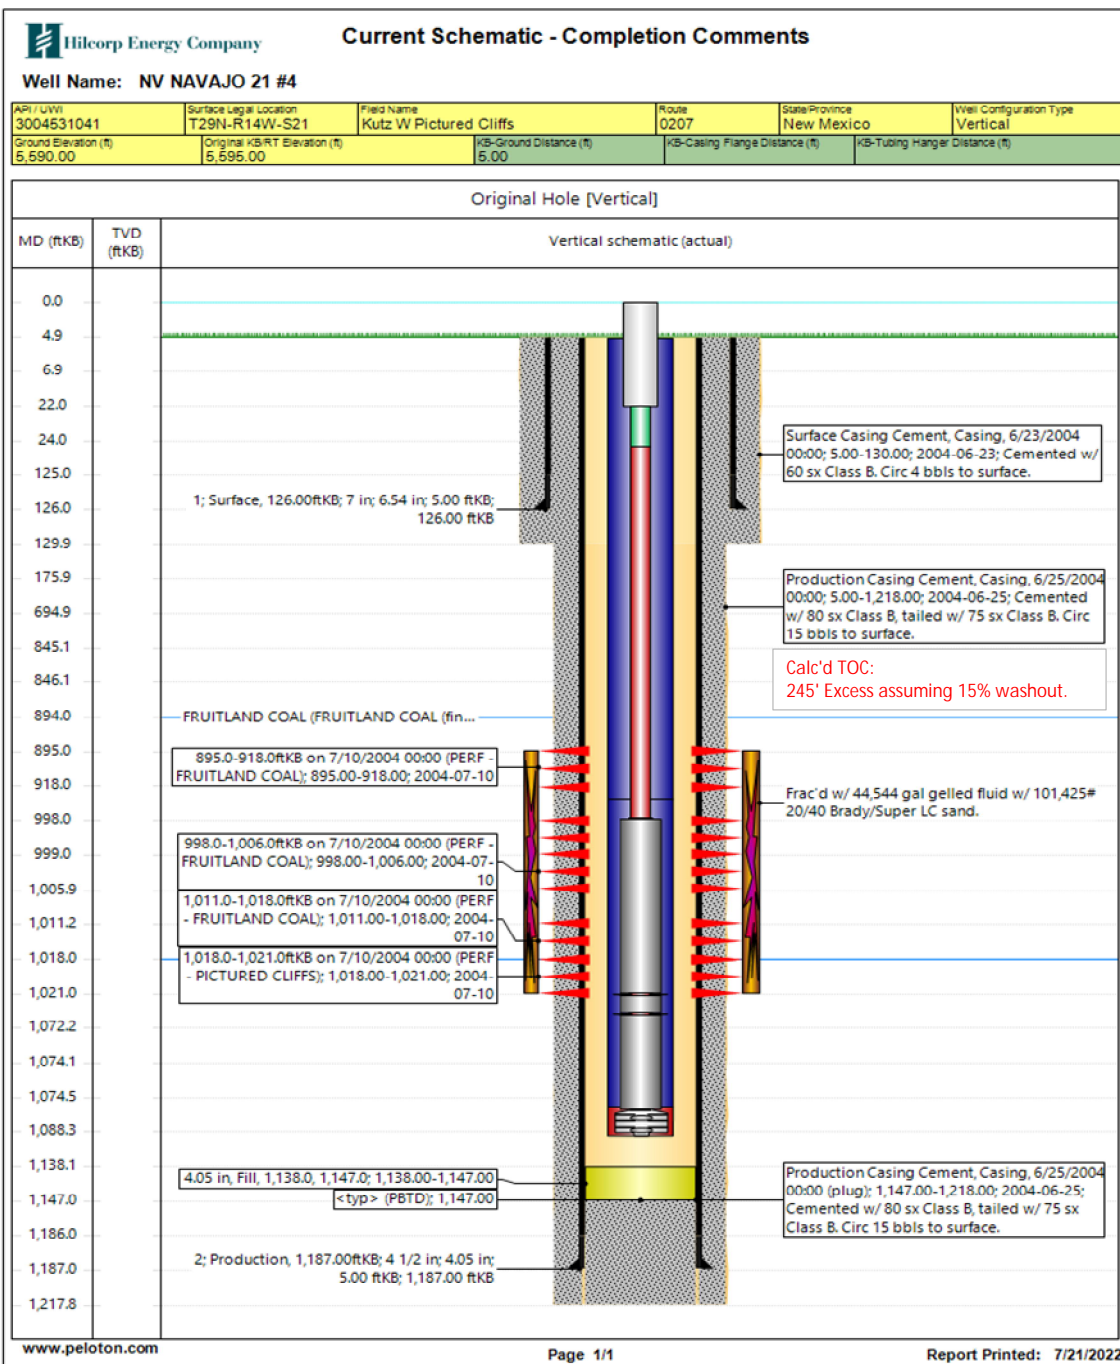 Hilcorp Energy Company
Current Schematic - Completion Comments
Well Name: NV NAVAJO 21 #4
API / UWI
3004531041
Surface Legal Location
T29N-R14W-S21
Field Name
Kutz W Pictured Cliffs
Route
0207
State/Province
New Mexico
Well Configuration Type
Vertical
Ground Elevation (ft)
5,590.00
Original KB/RT Elevation (ft)
5,595.00
KB-Ground Distance (ft)
5.00
KB-Casing Flange Distance (ft)
KB-Tubing Hanger Distance (ft)
Original Hole [Vertical]
MD (ftKB)
TVD
(ftKB)
Vertical schematic (actual)
0.0
4.9
6.9
22.0
24.0
125.0
126.0
129.9
175.9
694.9
845.1
846.1
894.0
895.0
918.0
998.0
999.0
1,005.9
1,011.2
1,018.0
1,021.0
1,072.2
1,074.1
1,074.5
1,088.3
1,138.1
1,147.0
1,186.0
1,187.0
1,217.8
Surface Casing Cement, Casing, 6/23/2004
00:00; 5.00-130.00; 2004-06-23; Cemented w/
60 sx Class B. Circ 4 bbls to surface.
1; Surface, 126.00ftKB; 7 in; 6.54 in; 5.00 ftKB;
126.00 ftKB
Production Casing Cement, Casing, 6/25/2004
00:00; 5.00-1,218.00; 2004-06-25; Cemented
w/ 80 sx Class B, tailed w/ 75 sx Class B. Circ
15 bbls to surface.
Calc'd TOC:
245' Excess assuming 15% washout.
FRUITLAND COAL (FRUITLAND COAL (fin...
895.0-918.0ftKB on 7/10/2004 00:00 (PERF -
FRUITLAND COAL); 895.00-918.00; 2004-07-10
Frac'd w/ 44,544 gal gelled fluid w/ 101,425#
20/40 Brady/Super LC sand.
998.0-1,006.0ftKB on 7/10/2004 00:00 (PERF -
FRUITLAND COAL); 998.00-1,006.00; 2004-07-
10
1,011.0-1,018.0ftKB on 7/10/2004 00:00 (PERF
- FRUITLAND COAL); 1,011.00-1,018.00; 2004-
07-10
1,018.0-1,021.0ftKB on 7/10/2004 00:00 (PERF
- PICTURED CLIFFS); 1,018.00-1,021.00; 2004-
07-10
4.05 in, Fill, 1,138.0, 1,147.0; 1,138.00-1,147.00
<typ> (PBTD); 1,147.00
Production Casing Cement, Casing, 6/25/2004
00:00 (plug); 1,147.00-1,218.00; 2004-06-25;
Cemented w/ 80 sx Class B, tailed w/ 75 sx
Class B. Circ 15 bbls to surface.
2; Production, 1,187.00ftKB; 4 1/2 in; 4.05 in;
5.00 ftKB; 1,187.00 ftKB
www.peloton.com
Page 1/1
Report Printed: 7/21/2022